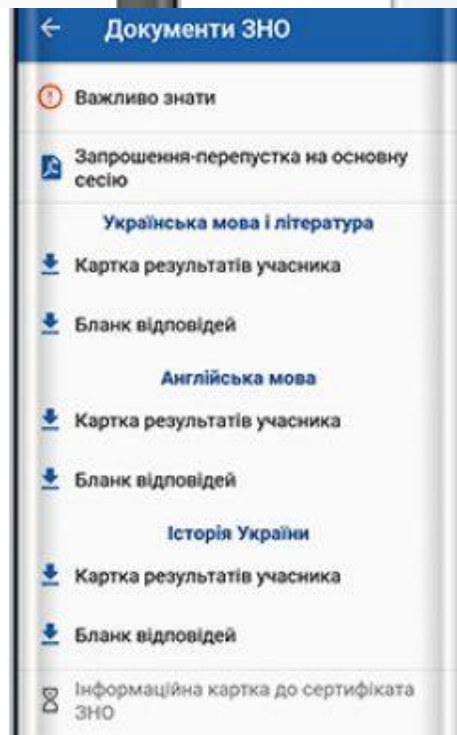 Документи ЗНО
Важливо знати
Запрошення-перепустка на основну
сесію
Українська мова і література
Картка результатів учасника
Бланк відповідей
Англійська мова
Картка результатів учасника
Бланк відповідей
Історія України
Картка результатів учасника
Бланк відповідей
Інформаційна картка до сертифіката
ЗНО